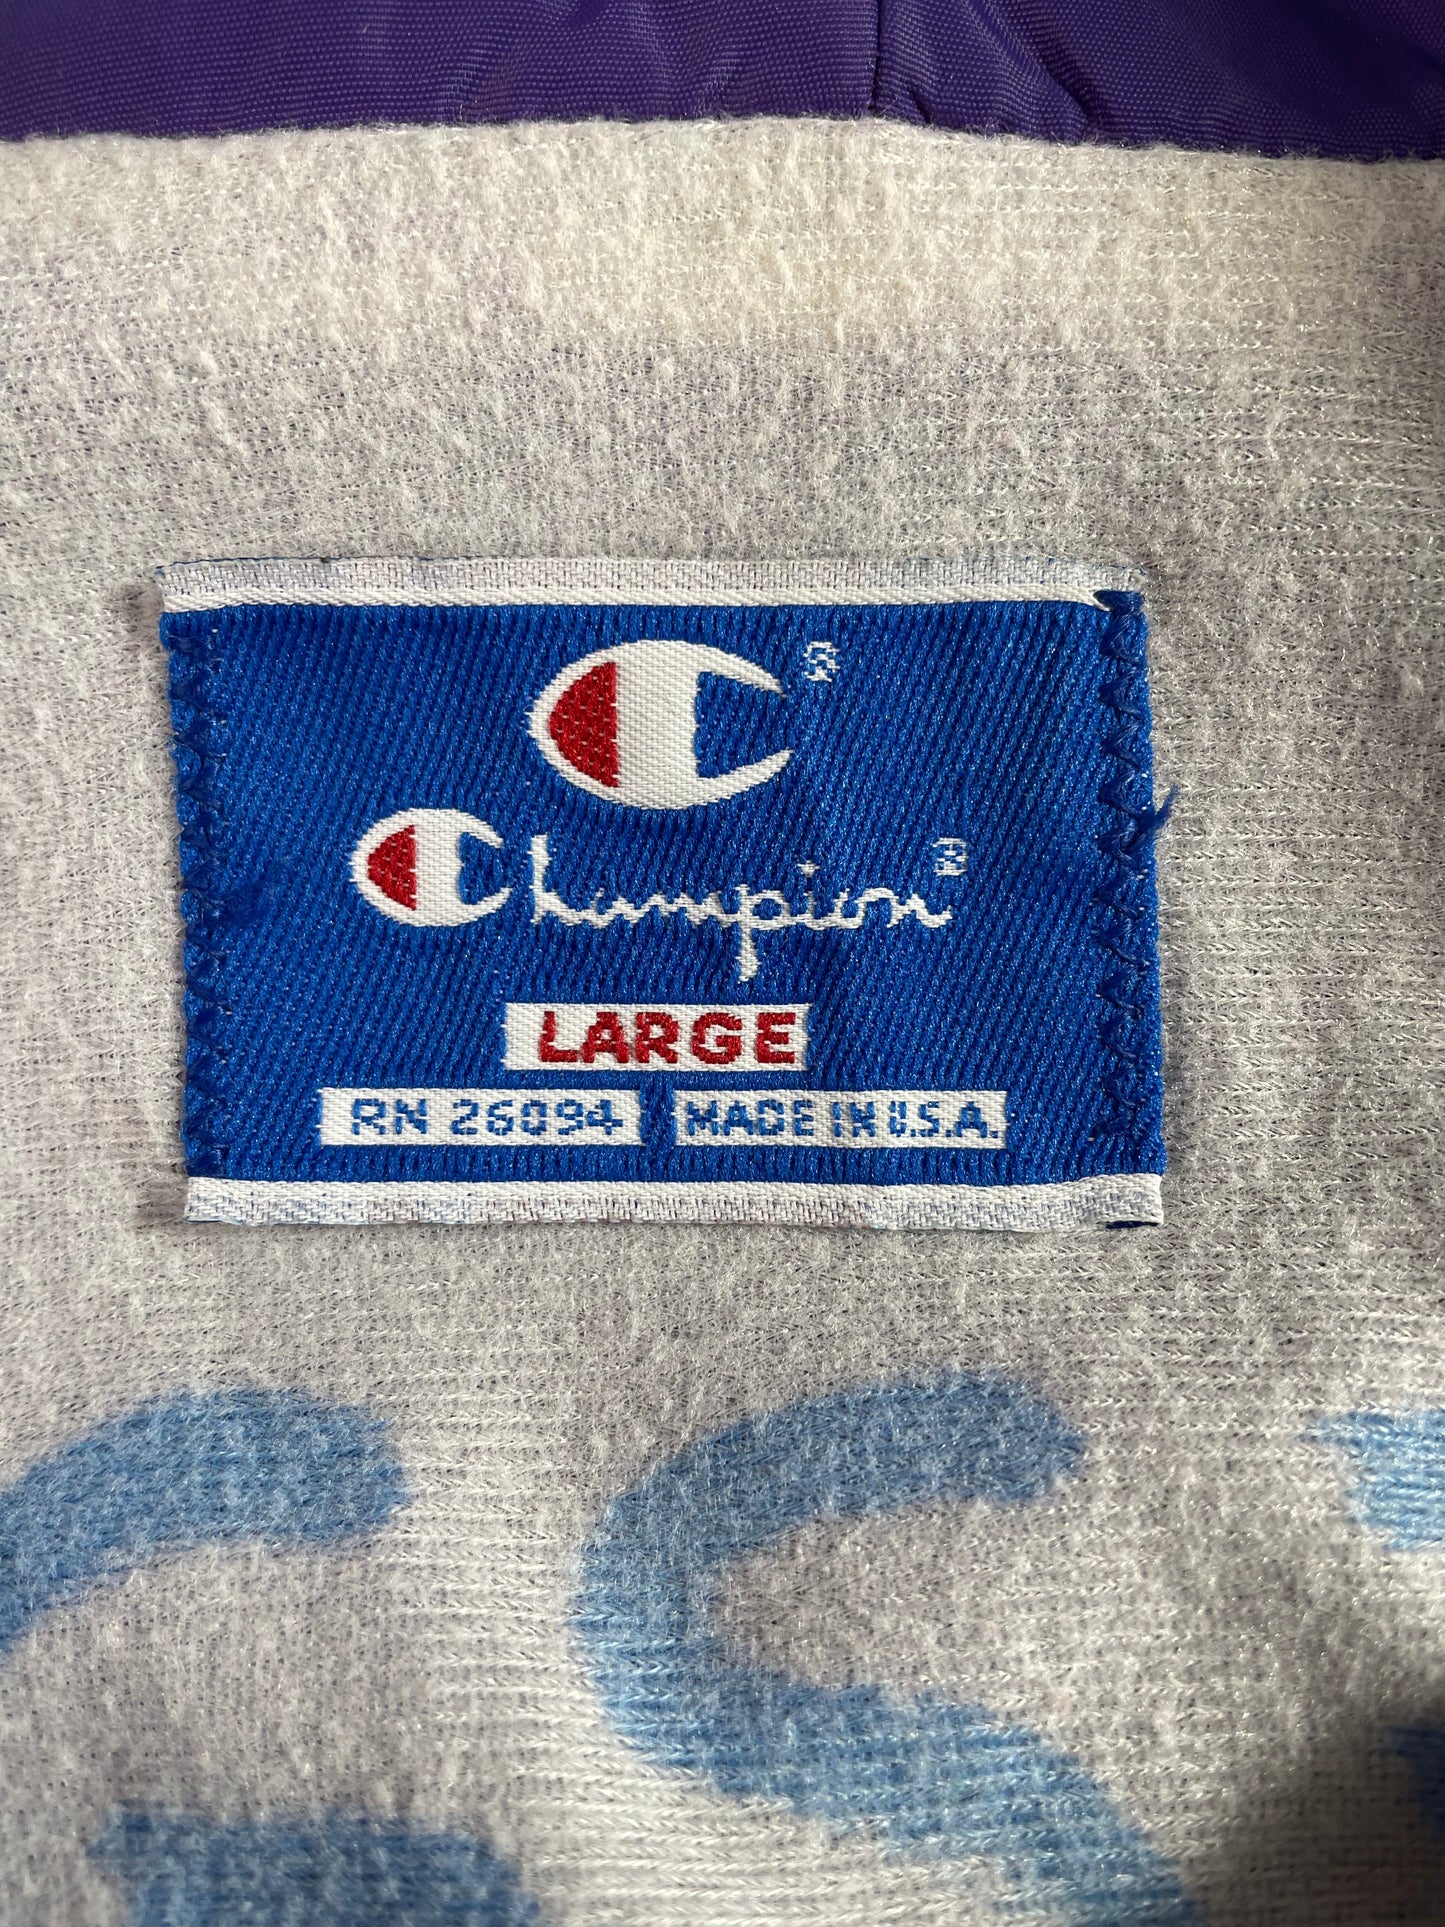 ®
Champion®
LARGE
RN 26094 MADE IN U.S.A.